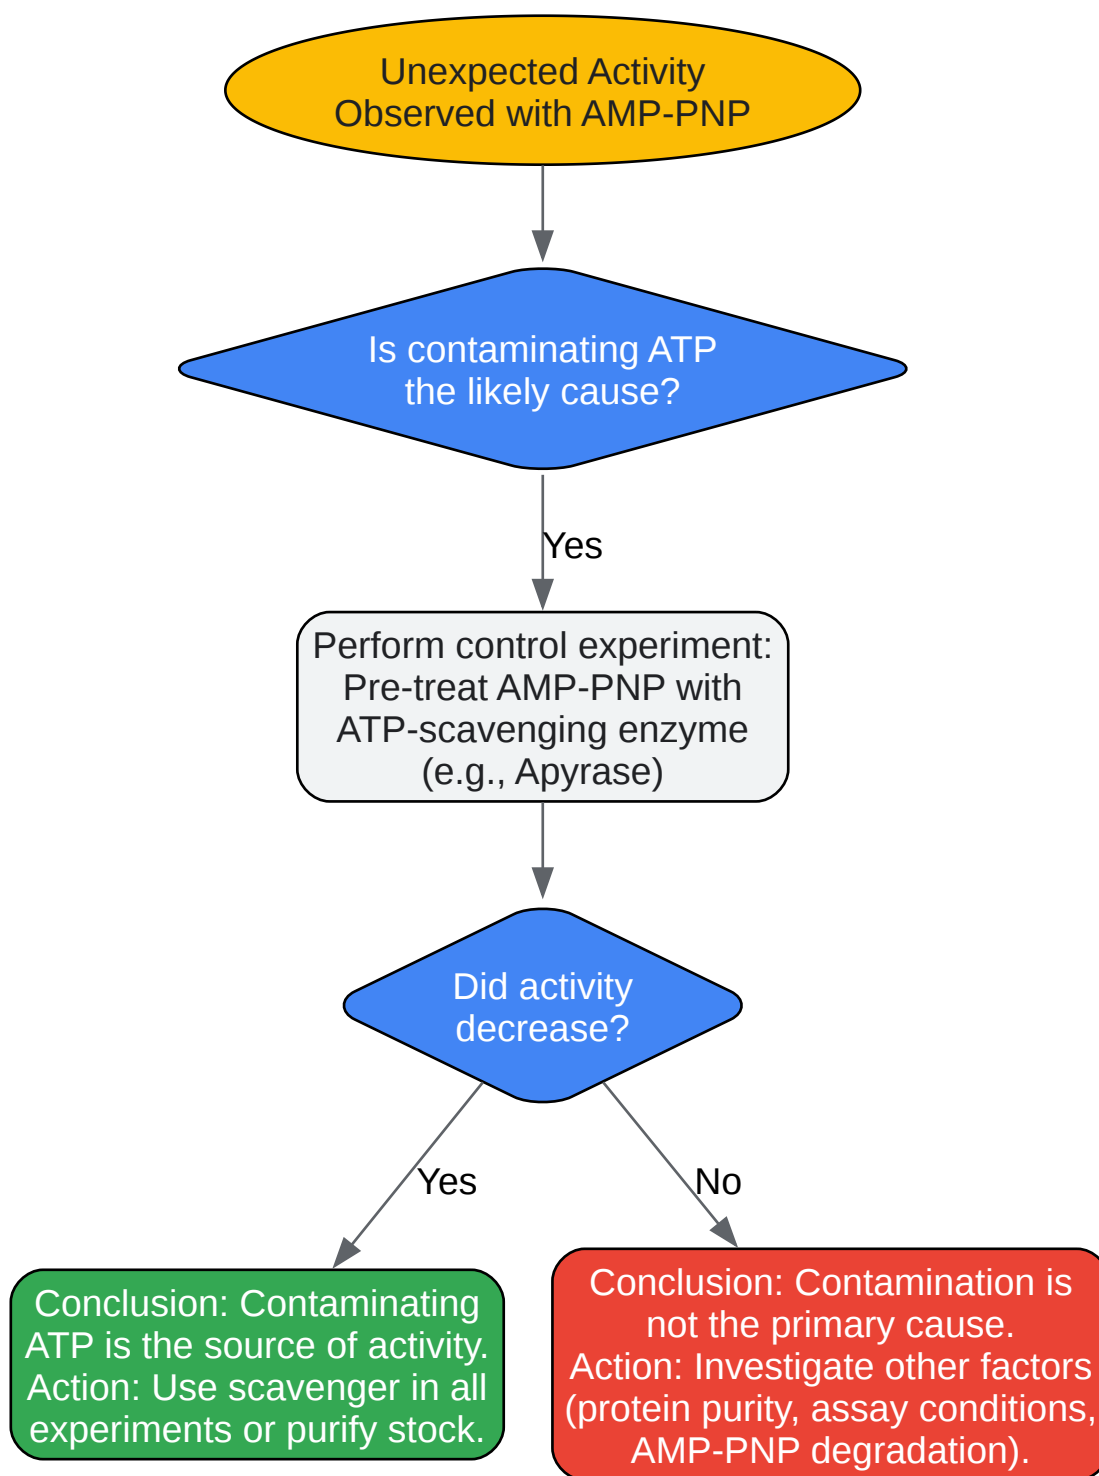 Unexpected Activity
Observed with AMP-PNP
Is contaminating ATP
the likely cause?
Yes
Perform control experiment:
Pre-treat AMP-PNP with
ATP-scavenging enzyme
(e.g., Apyrase)
Did activity
decrease?
Yes
No
Conclusion: Contaminating
ATP is the source of activity.
Action: Use scavenger in all
experiments or purify stock.
Conclusion: Contamination is
not the primary cause.
Action: Investigate other factors
(protein purity, assay conditions,
AMP-PNP degradation).